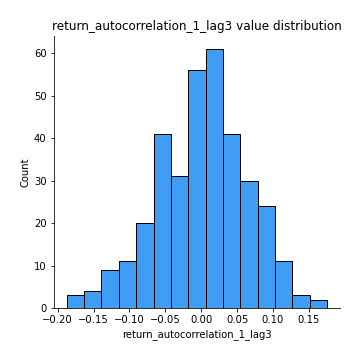 return_autocorrelation_1_lag3 value distribution
60
50
40
30
20
10
0
Count
−0.20 −0.15 −0.10 −0.05 0.00 0.05 0.10 0.15
return_autocorrelation_1_lag3